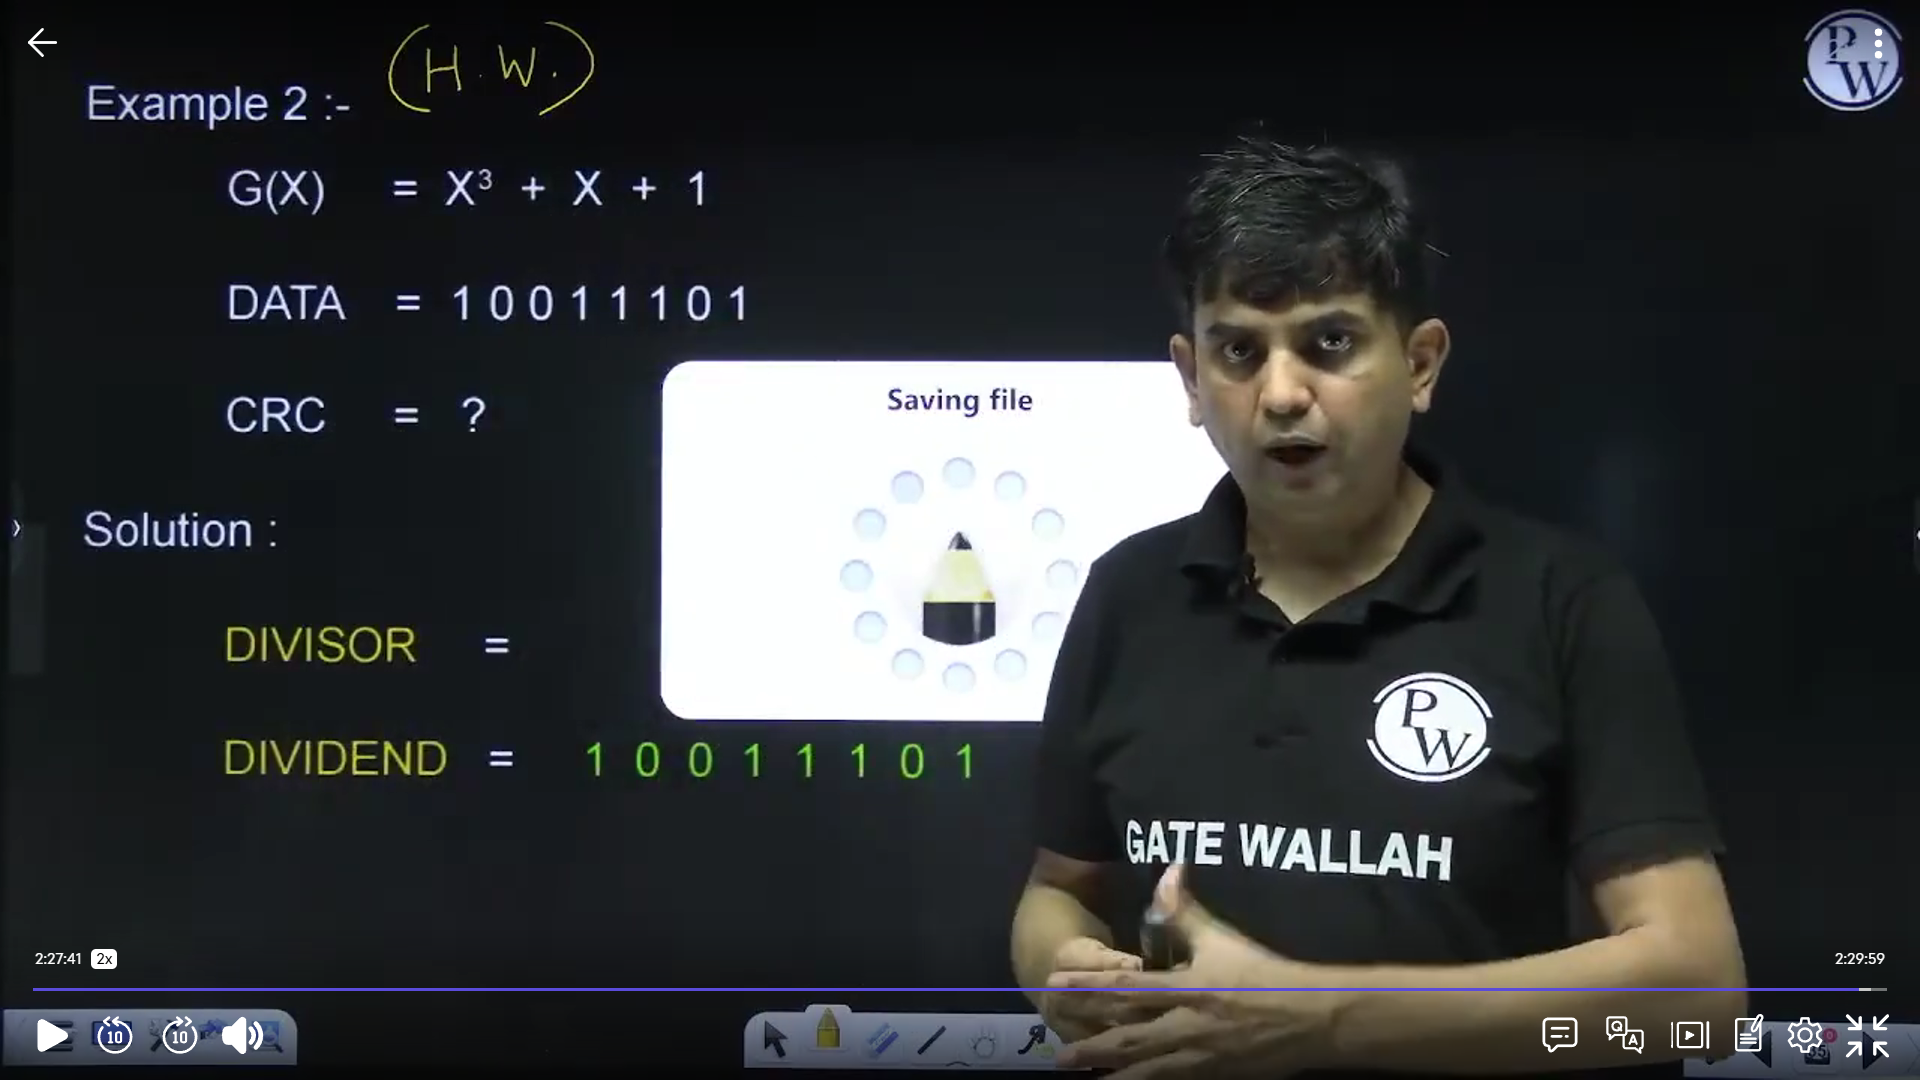 (H.W.)
Example 2 :-
G(X) = X³ + X + 1
DATA = 1 0 0 1 1 1 0 1
CRC = ?
Saving file
Solution :
DIVISOR =
DIVIDEND = 1 0 0 1 1 1 0 1
PW
PW
GATE WALLAH
2:27:41 2x
2:29:59
10 10